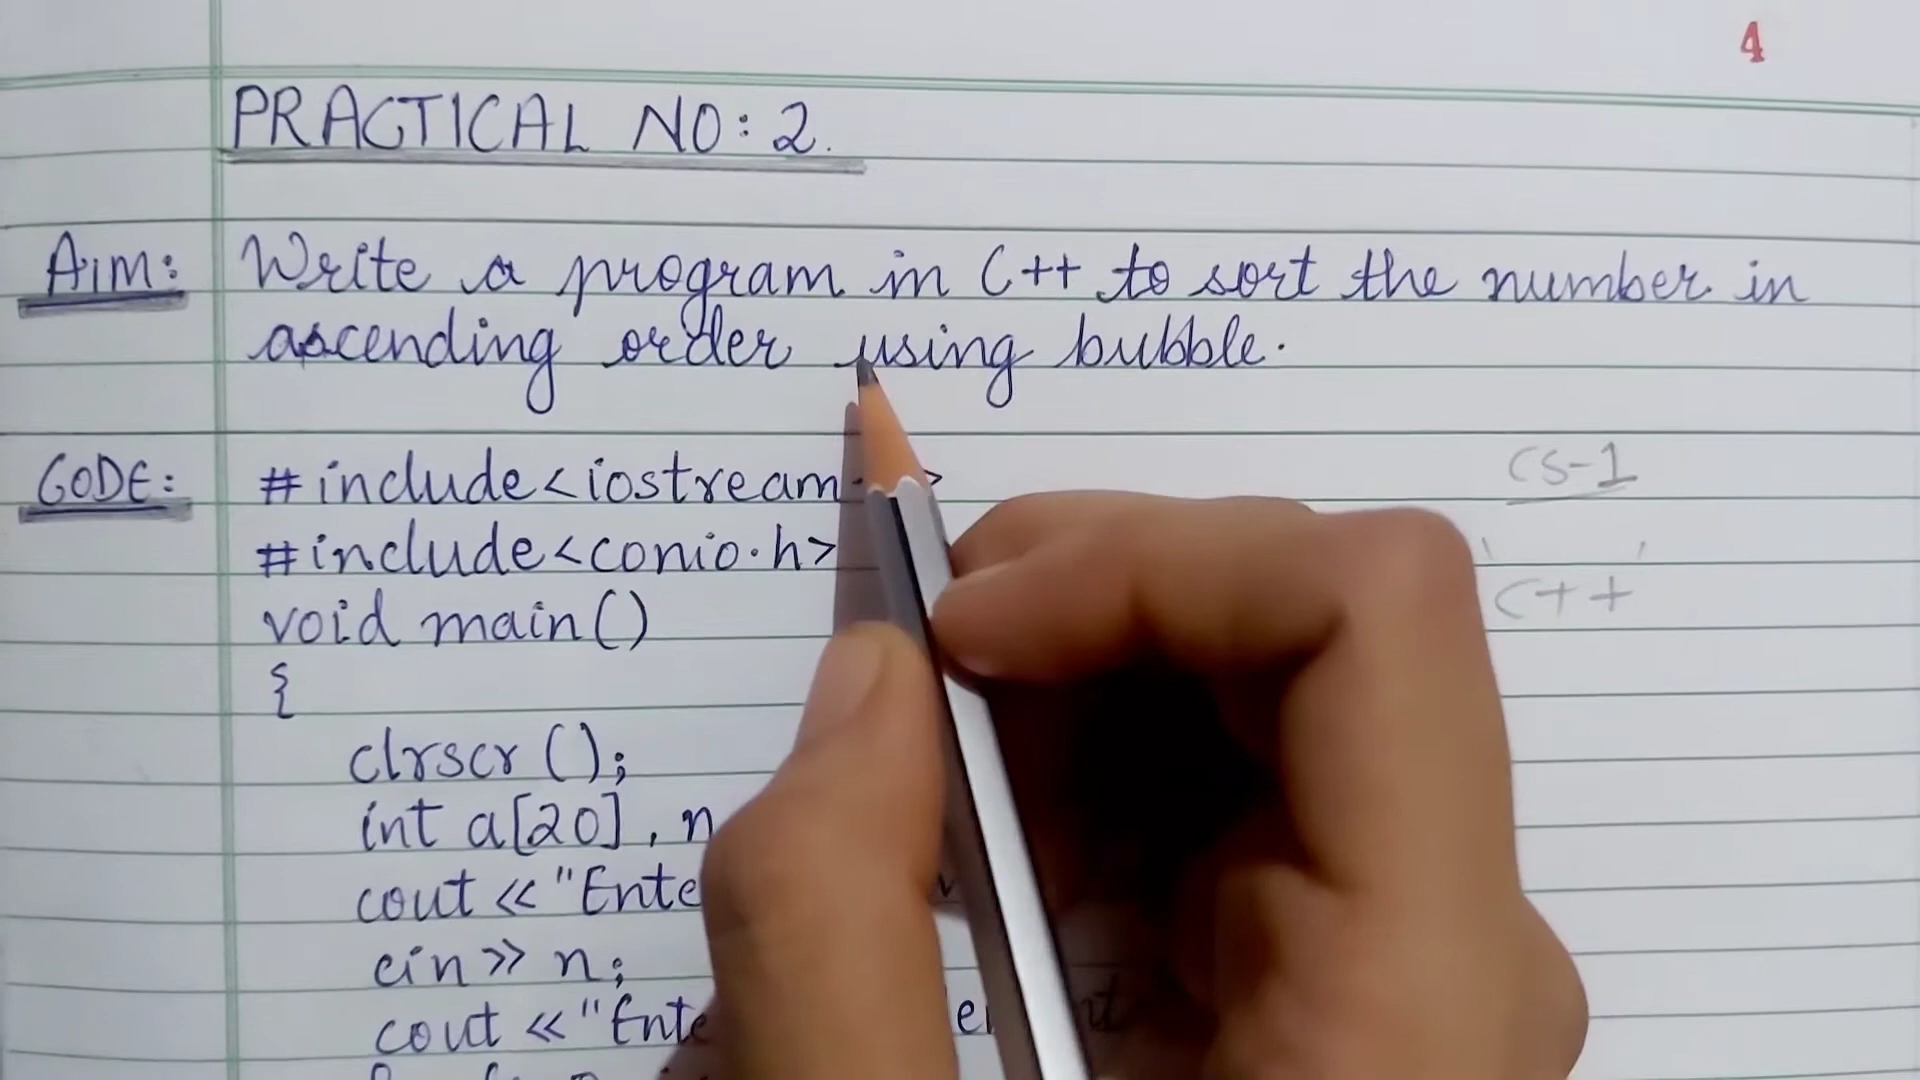 4
PRACTICAL NO: 2.
AIM: Write a program in C++ to sort the number in
ascending order using bubble.
CODE: #include<iostream. >
CS-1
#include<conio.h>
C++
void main()
{
clrscr();
int a[20], n
cout << "Ente
cin >> n;
cout << "Ente